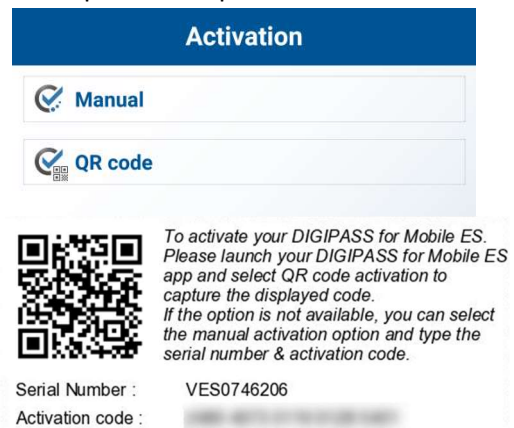 Activation
Manual
QR code
To activate your DIGIPASS for Mobile ES.
Please launch your DIGIPASS for Mobile ES
app and select QR code activation to
capture the displayed code.
If the option is not available, you can select
the manual activation option and type the
serial number & activation code.
Serial Number : VES0746206
Activation code :